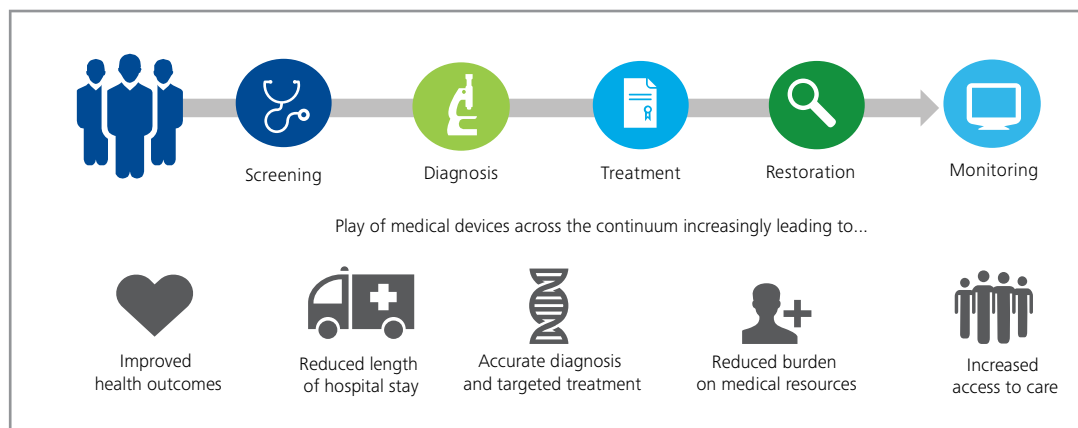 Screening
Diagnosis
Treatment
Restoration
Monitoring
Play of medical devices across the continuum increasingly leading to...
Improved
health outcomes
Reduced length
of hospital stay
Accurate diagnosis
and targeted treatment
Reduced burden
on medical resources
Increased
access to care